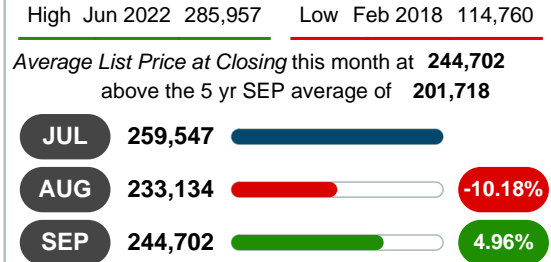 High Jun 2022 285,957 Low Feb 2018 114,760
Average List Price at Closing this month at 244,702
above the 5 yr SEP average of 201,718
JUL 259,547
AUG 233,134 -10.18%
SEP 244,702 4.96%